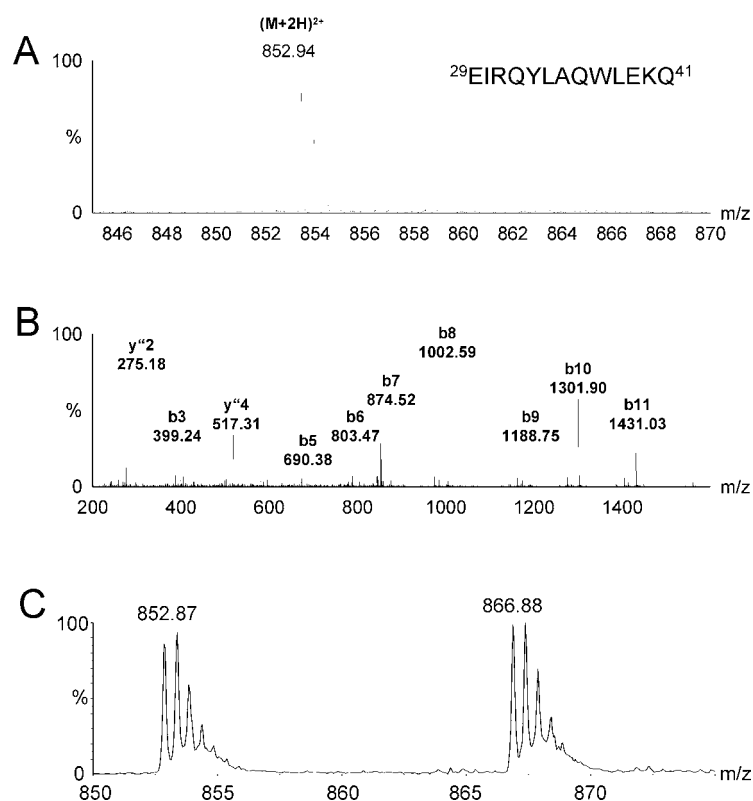 (M+2H)²⁺
852.94
A
²⁹EIRQYLAQWLEKQ⁴¹
100
%
0
m/z
846 848 850 852 854 856 858 860 862 864 866 868 870
B
100
%
0
y“2
275.18
b3
399.24
y“4
517.31
b5
690.38
b6
803.47
b7
874.52
b8
1002.59
b9
1188.75
b10
1301.90
b11
1431.03
m/z
200 400 600 800 1000 1200 1400
C
852.87
866.88
100
%
0
m/z
850 855 860 865 870